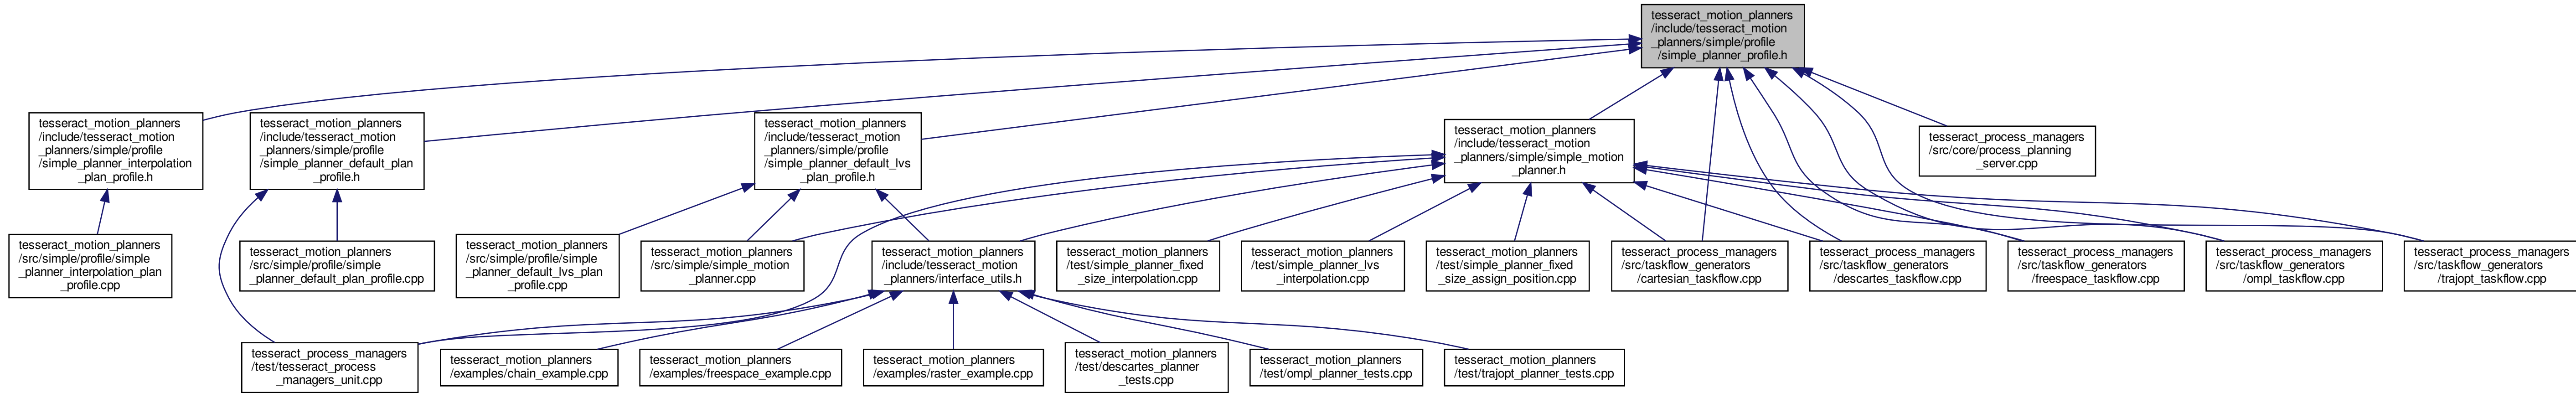 tesseract_motion_planners
/include/tesseract_motion
_planners/simple/profile
/simple_planner_profile.h
tesseract_motion_planners
/include/tesseract_motion
_planners/simple/profile
/simple_planner_interpolation
_plan_profile.h
tesseract_motion_planners
/include/tesseract_motion
_planners/simple/profile
/simple_planner_default_plan
_profile.h
tesseract_motion_planners
/include/tesseract_motion
_planners/simple/profile
/simple_planner_default_lvs
_plan_profile.h
tesseract_motion_planners
/include/tesseract_motion
_planners/simple/simple_motion
_planner.h
tesseract_process_managers
/src/core/process_planning
_server.cpp
tesseract_motion_planners
/src/simple/profile/simple
_planner_interpolation_plan
_profile.cpp
tesseract_motion_planners
/src/simple/profile/simple
_planner_default_plan_profile.cpp
tesseract_motion_planners
/src/simple/profile/simple
_planner_default_lvs_plan
_profile.cpp
tesseract_motion_planners
/src/simple/simple_motion
_planner.cpp
tesseract_motion_planners
/include/tesseract_motion
_planners/interface_utils.h
tesseract_motion_planners
/test/simple_planner_fixed
_size_interpolation.cpp
tesseract_motion_planners
/test/simple_planner_lvs
_interpolation.cpp
tesseract_motion_planners
/test/simple_planner_fixed
_size_assign_position.cpp
tesseract_process_managers
/src/taskflow_generators
/cartesian_taskflow.cpp
tesseract_process_managers
/src/taskflow_generators
/descartes_taskflow.cpp
tesseract_process_managers
/src/taskflow_generators
/freespace_taskflow.cpp
tesseract_process_managers
/src/taskflow_generators
/ompl_taskflow.cpp
tesseract_process_managers
/src/taskflow_generators
/trajopt_taskflow.cpp
tesseract_process_managers
/test/tesseract_process
_managers_unit.cpp
tesseract_motion_planners
/examples/chain_example.cpp
tesseract_motion_planners
/examples/freespace_example.cpp
tesseract_motion_planners
/examples/raster_example.cpp
tesseract_motion_planners
/test/descartes_planner
_tests.cpp
tesseract_motion_planners
/test/ompl_planner_tests.cpp
tesseract_motion_planners
/test/trajopt_planner_tests.cpp